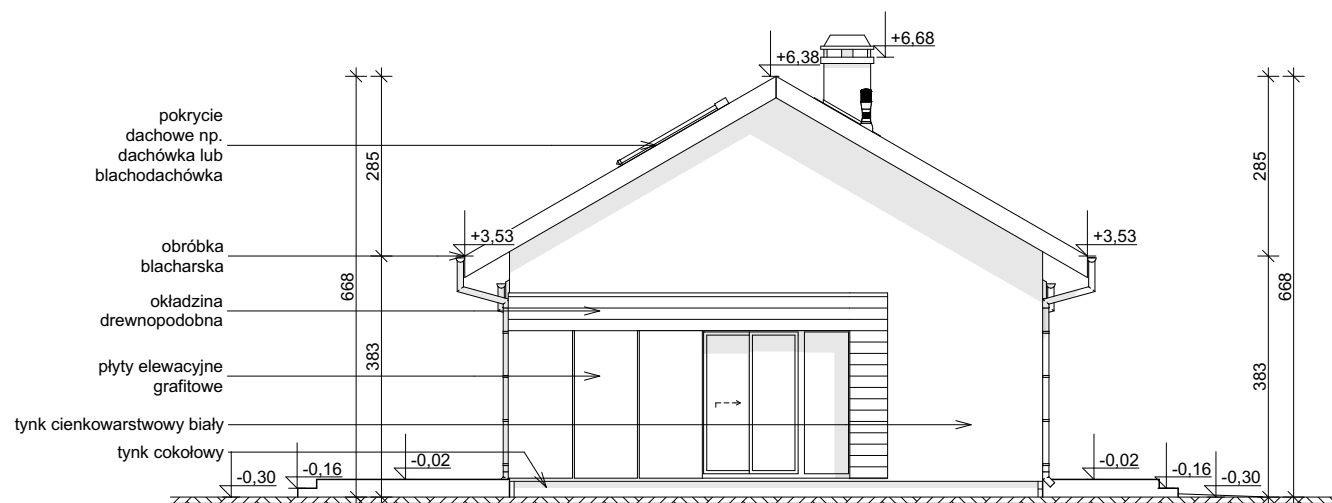 +6,68
+6,38
pokrycie
dachowe np.
dachówka lub
blachodachówka
285
285
+3,53
+3,53
obróbka
blacharska
668
668
okładzina
drewnopodobna
383
383
płyty elewacyjne
grafitowe
tynk cienkowarstwowy biały
tynk cokołowy
-0,30
-0,16
-0,02
-0,02
-0,16
-0,30